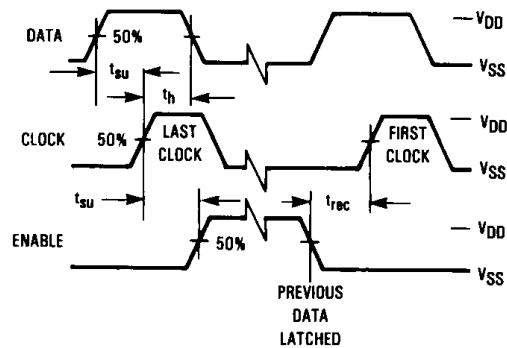 DATA
50%
VDD
VSS
tsu
th
CLOCK
50%
LAST
CLOCK
FIRST
CLOCK
VDD
VSS
tsu
trec
ENABLE
50%
VDD
VSS
PREVIOUS
DATA
LATCHED